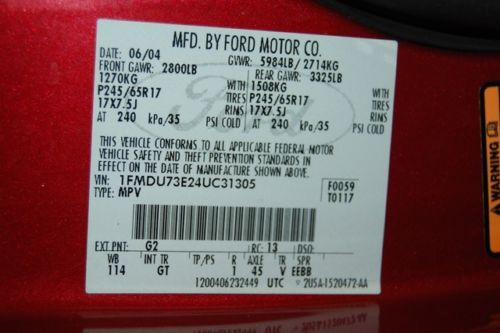 MFD. BY FORD MOTOR CO.
DATE: 06/04 GVWR: 5984LB/ 2714KG
FRONT GAWR: 2800LB REAR GAWR: 3325LB
1270KG WITH 1508KG WITH
P245/65R17 TIRES P245/65R17 TIRES
17X7.5J RIMS 17X7.5J RIMS
AT 240 kPa/35 PSI COLD AT 240 kPa/35 PSI COLD
THIS VEHICLE CONFORMS TO ALL APPLICABLE FEDERAL MOTOR
VEHICLE SAFETY AND THEFT PREVENTION STANDARDS IN
EFFECT ON THE DATE OF MANUFACTURE SHOWN ABOVE.
VIN: 1FMDU73E24UC31305 F0059
TYPE: MPV T0117
EXT PNT: G2 RC: 13 DSO:
WB INT TR TP/PS R AXLE TR SPR
114 GT 1 45 V EEBB
1200406232449 UTC 2U5A-1520472-AA
Ford
WARNING